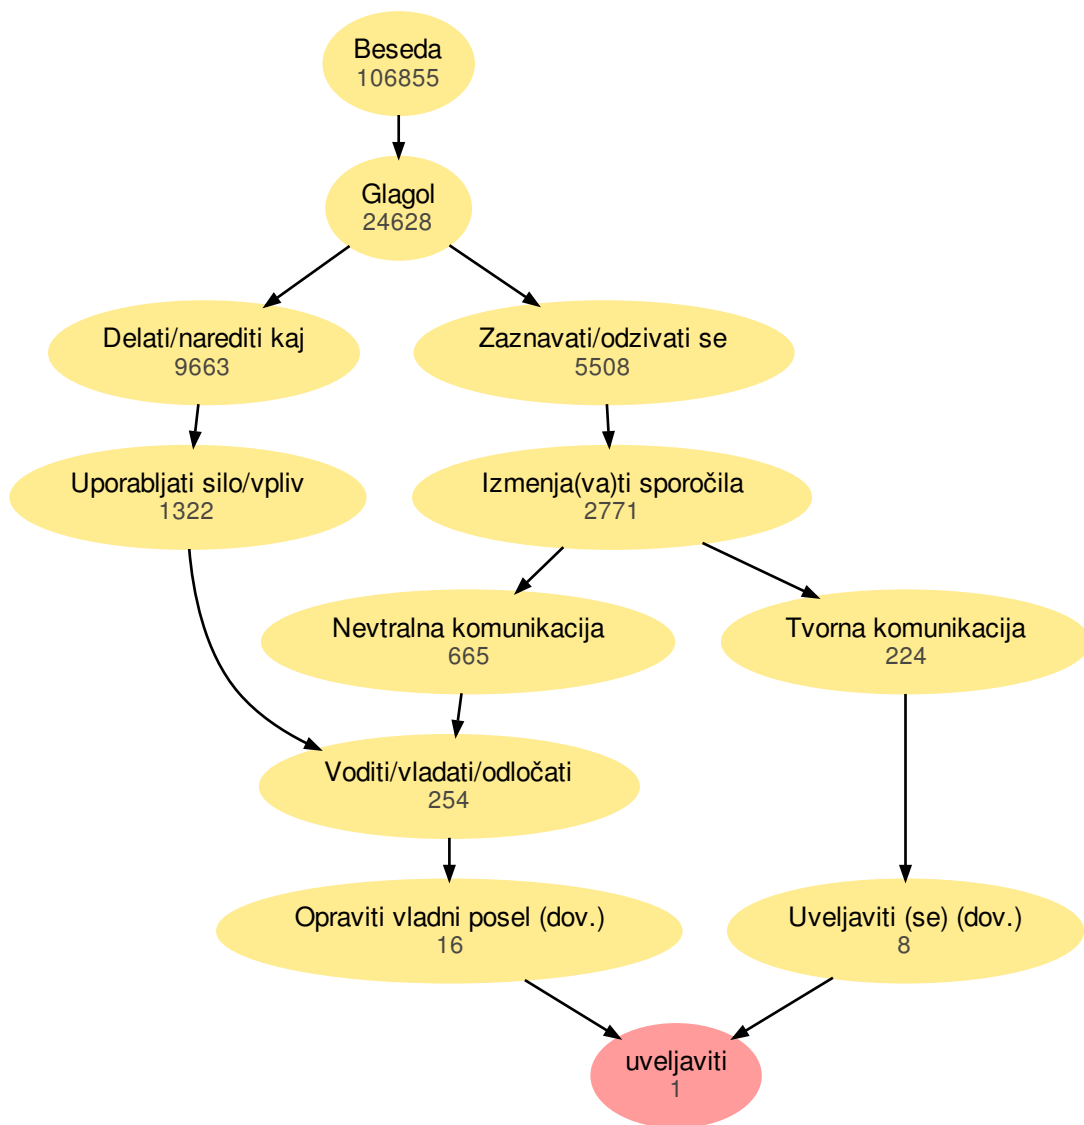 Beseda
106855
Glagol
24628
Delati/narediti kaj
9663
Zaznavati/odzivati se
5508
Uporabljati silo/vpliv
1322
Izmenja(va)ti sporočila
2771
Nevtralna komunikacija
665
Tvorna komunikacija
224
Voditi/vladati/odločati
254
Opraviti vladni posel (dov.)
16
Uveljaviti (se) (dov.)
8
uveljaviti
1